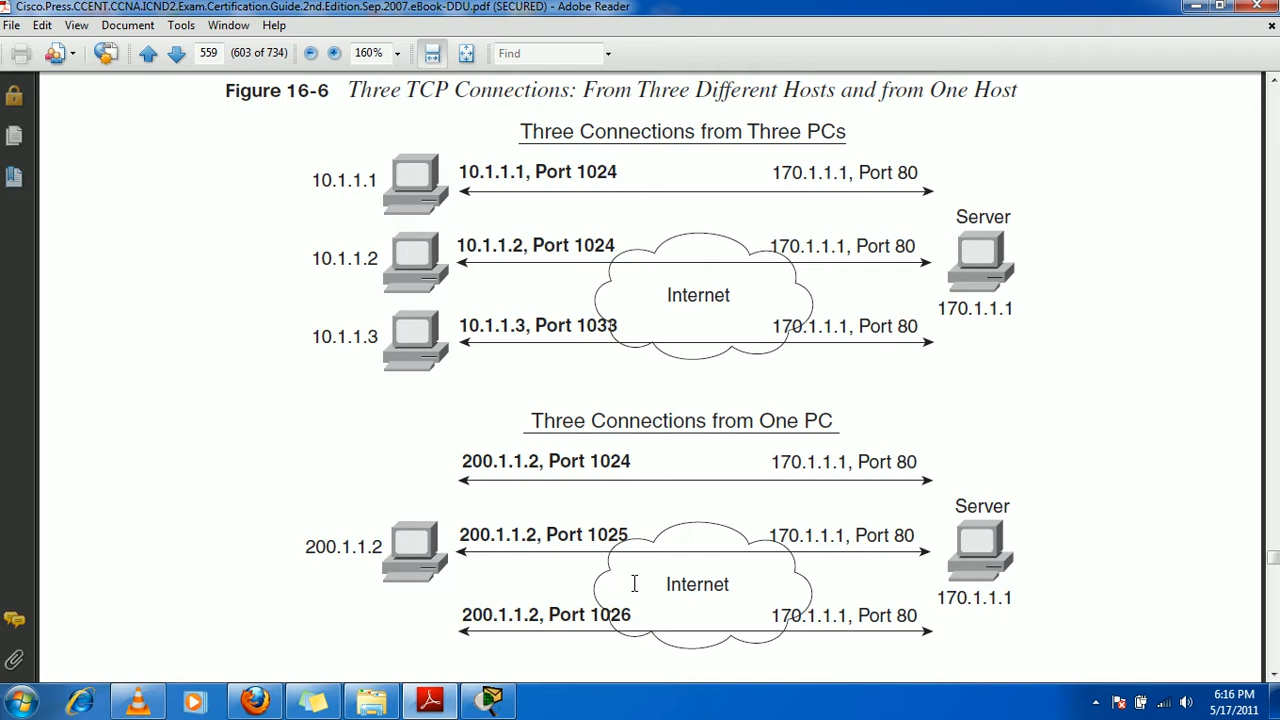 Cisco.Press.CCENT.CCNA.ICND2.Exam.Certification.Guide.2nd.Edition.Sep.2007.eBook-DDU.pdf (SECURED) - Adobe Reader
File Edit View Document Tools Window Help
559 (603 of 734) 160% Find
Figure 16-6 Three TCP Connections: From Three Different Hosts and from One Host
Three Connections from Three PCs
10.1.1.1, Port 1024 170.1.1.1, Port 80
10.1.1.1
Server
10.1.1.2, Port 1024 170.1.1.1, Port 80
10.1.1.2
Internet
170.1.1.1
10.1.1.3, Port 1033 170.1.1.1, Port 80
10.1.1.3
Three Connections from One PC
200.1.1.2, Port 1024 170.1.1.1, Port 80
Server
200.1.1.2, Port 1025 170.1.1.1, Port 80
200.1.1.2
Internet
170.1.1.1
200.1.1.2, Port 1026 170.1.1.1, Port 80
6:16 PM
5/17/2011